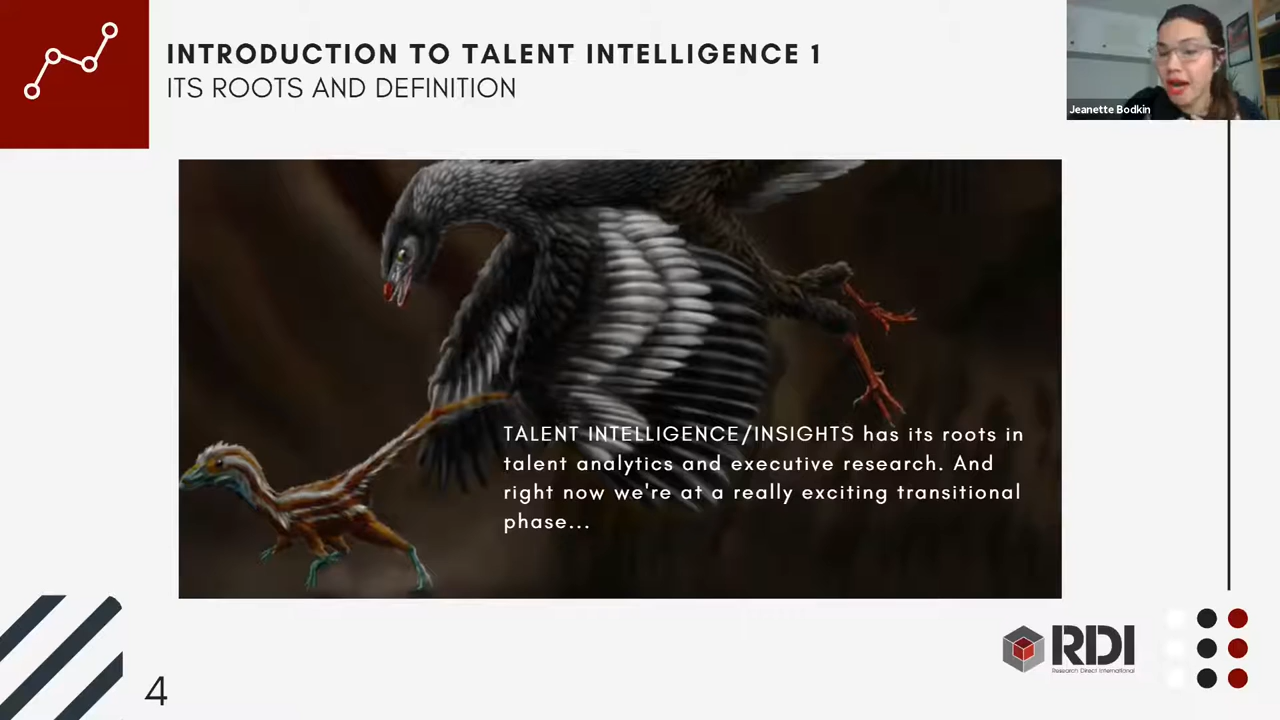 INTRODUCTION TO TALENT INTELLIGENCE 1
ITS ROOTS AND DEFINITION
Jeanette Bodkin
TALENT INTELLIGENCE/INSIGHTS has its roots in
talent analytics and executive research. And
right now we're at a really exciting transitional
phase...
RDI
Research Direct International
4